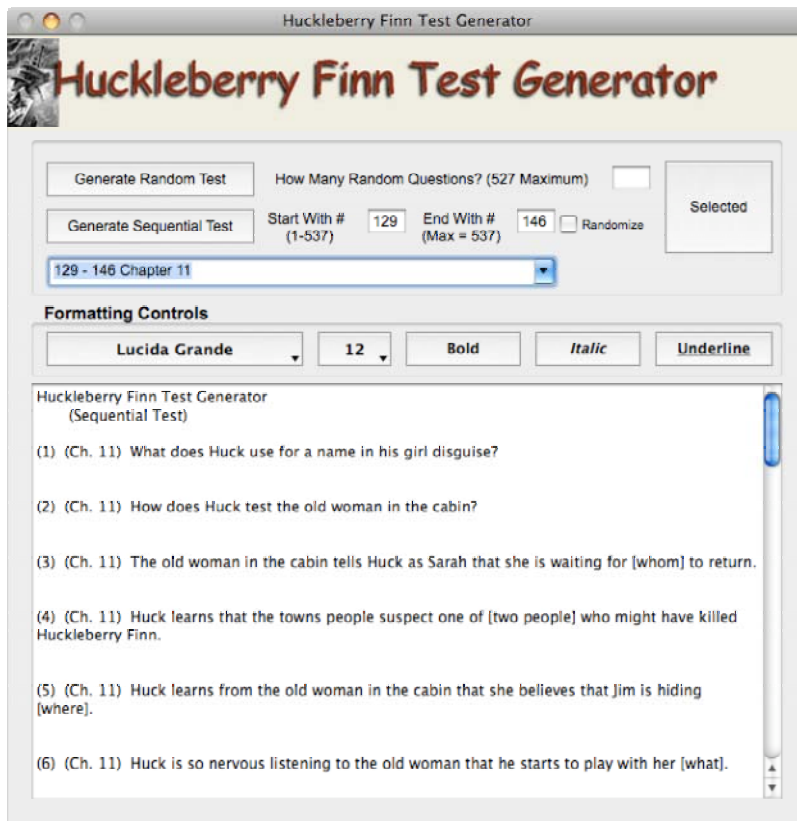 Huckleberry Finn Test Generator
Huckleberry Finn Test Generator
Generate Random Test
How Many Random Questions? (527 Maximum)
Generate Sequential Test
Start With #
(1-537)
129
End With #
(Max = 537)
146
Randomize
Selected
129 - 146 Chapter 11
Formatting Controls
Lucida Grande
12
Bold
Italic
Underline
Huckleberry Finn Test Generator
(Sequential Test)
(1) (Ch. 11) What does Huck use for a name in his girl disguise?
(2) (Ch. 11) How does Huck test the old woman in the cabin?
(3) (Ch. 11) The old woman in the cabin tells Huck as Sarah that she is waiting for [whom] to return.
(4) (Ch. 11) Huck learns that the towns people suspect one of [two people] who might have killed
Huckleberry Finn.
(5) (Ch. 11) Huck learns from the old woman in the cabin that she believes that Jim is hiding
[where].
(6) (Ch. 11) Huck is so nervous listening to the old woman that he starts to play with her [what].